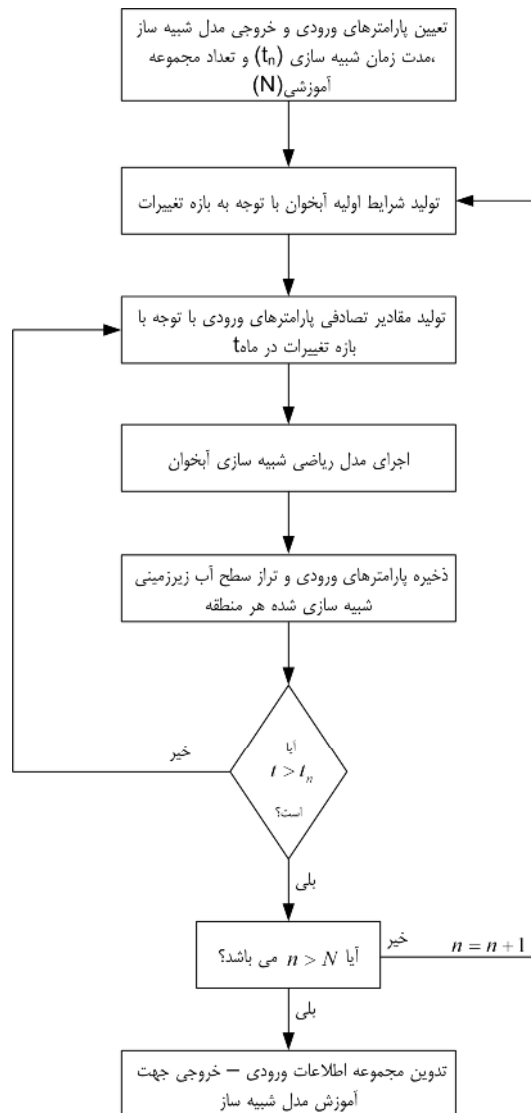 تعیین پارامترهای ورودی و خروجی مدل شبیه ساز
،مدت زمان شبیه سازی (tn) و تعداد مجموعه
آموزشی(N)
تولید شرایط اولیه آبخوان با توجه به بازه تغییرات
تولید مقادیر تصادفی پارامترهای ورودی با توجه با
بازه تغییرات در ماهt
اجرای مدل ریاضی شبیه سازی آبخوان
ذخیره پارامترهای ورودی و تراز سطح آب زیرزمینی
شبیه سازی شده هر منطقه
خیر
آیا
t > tn
است؟
بلی
آیا n > N می باشد؟
خیر
n = n + 1
بلی
تدوین مجموعه اطلاعات ورودی – خروجی جهت
آموزش مدل شبیه ساز